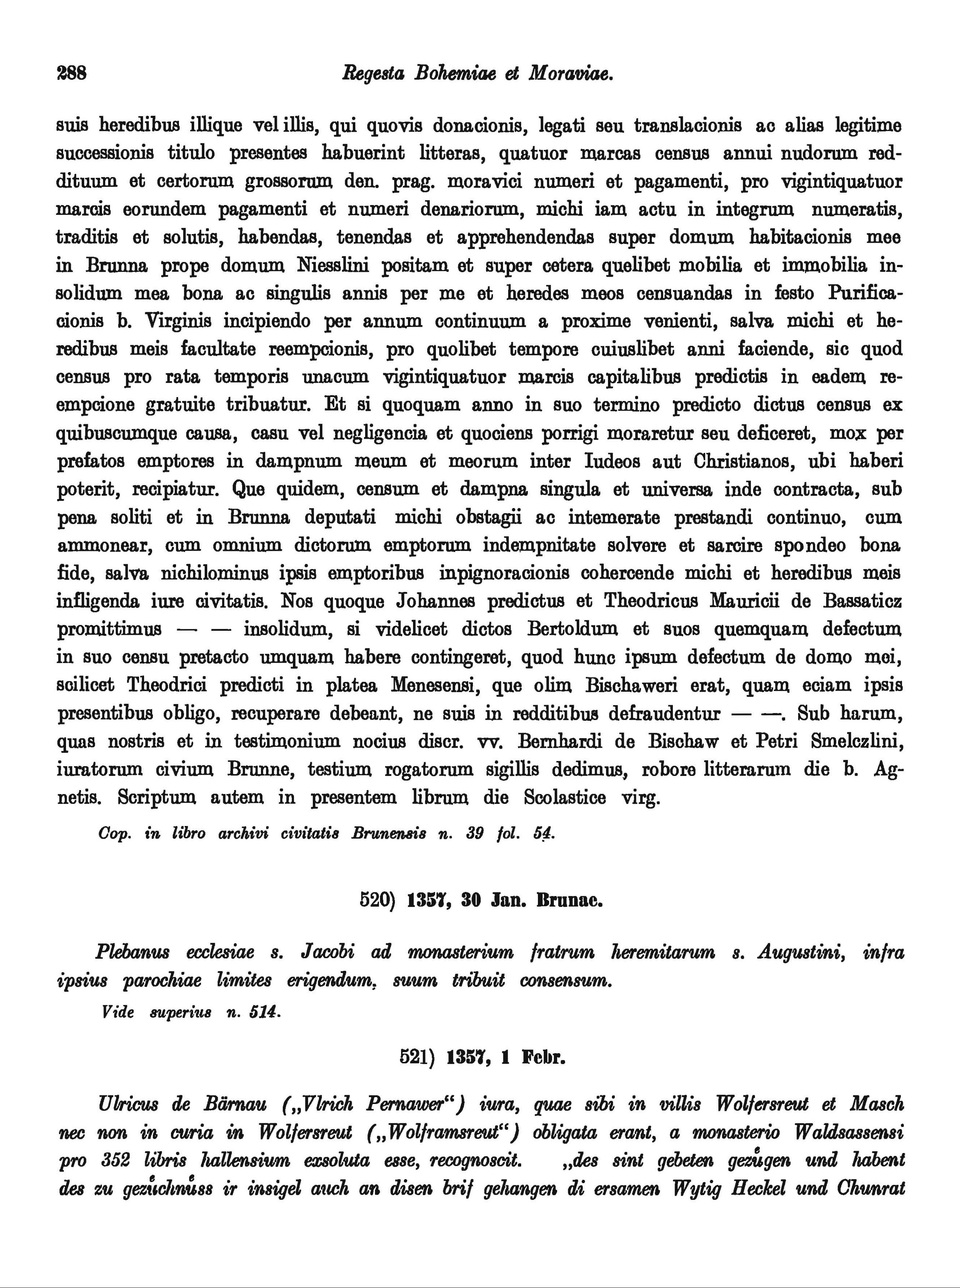 288 Regesta Bohemiae et Moraviae.
suis heredibus illique vel illis, qui quovis donacionis, legati seu translacionis ac alias legitime
successionis titulo presentes habuerint litteras, quatuor marcas census annui nudorum red-
dituum et certorum grossorum den. prag. moravici numeri et pagamenti, pro vigintiquatuor
marcis eorundem pagamenti et numeri denariorum, michi iam actu in integrum numeratis,
traditis et solutis, habendas, tenendas et apprehendendas super domum habitacionis mee
in Brunna prope domum Niesslini positam et super cetera quelibet mobilia et immobilia in-
solidum mea bona ac singulis annis per me et heredes meos censuandas in festo Purifica-
cionis b. Virginis incipiendo per annum continuum a proxime venienti, salva michi et he-
redibus meis facultate reempcionis, pro quolibet tempore cuiuslibet anni faciende, sic quod
census pro rata temporis unacum vigintiquatuor marcis capitalibus predictis in eadem re-
empcione gratuite tribuatur. Et si quoquam anno in suo termino predicto dictus census ex
quibuscumque causa, casu vel negligencia et quociens porrigi moraretur seu deficeret, mox per
prefatos emptores in dampnum meum et meorum inter Iudeos aut Christianos, ubi haberi
poterit, recipiatur. Que quidem, censum et dampna singula et universa inde contracta, sub
pena soliti et in Brunna deputati michi obstagii ac intemerate prestandi continuo, cum
ammonear, cum omnium dictorum emptorum indempnitate solvere et sarcire spondeo bona
fide, salva nichilominus ipsis emptoribus inpignoracionis cohercende michi et heredibus meis
infligenda iure civitatis. Nos quoque Johannes predictus et Theodricus Mauricii de Bassaticz
promittimus — — insolidum, si videlicet dictos Bertoldum et suos quemquam defectum
in suo censu pretacto umquam habere contingeret, quod hunc ipsum defectum de domo mei,
scilicet Theodrici predicti in platea Menesensi, que olim Bischaweri erat, quam eciam ipsis
presentibus obligo, recuperare debeant, ne suis in redditibus defraudentur — —. Sub harum,
quas nostris et in testimonium nocius discr. vv. Bernhardi de Bischaw et Petri Smelczlini,
iuratorum civium Brunne, testium rogatorum sigillis dedimus, robore litterarum die b. Ag-
netis. Scriptum autem in presentem librum die Scolastice virg.
Cop. in libro archivi civitatis Brunensis n. 39 fol. 54.
520) 1357, 30 Jan. Brunae.
Plebanus ecclesiae s. Jacobi ad monasterium fratrum heremitarum s. Augustini, infra
ipsius parochiae limites erigendum, suum tribuit consensum.
Vide superius n. 514.
521) 1357, 1 Febr.
Ulricus de Bärnau („Vlrich Pernawer“) iura, quae sibi in villis Wolfersreut et Masch
nec non in curia in Wolfersreut („Wolframsreut“) obligata erant, a monasterio Waldsassensi
pro 352 libris hallensium exsoluta esse, recognoscit. „des sint gebeten gezuͤgen und habent
des zu gezuͤchnuͤss ir insigel auch an disen brif gehangen di ersamen Wytig Heckel und Chunrat